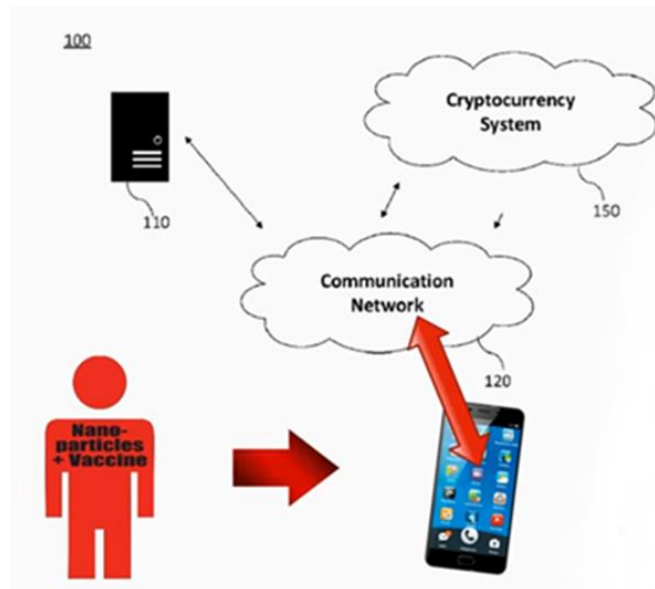 100
Cryptocurrency
System
110
150
Communication
Network
120
Nano-
particles
+ Vaccine